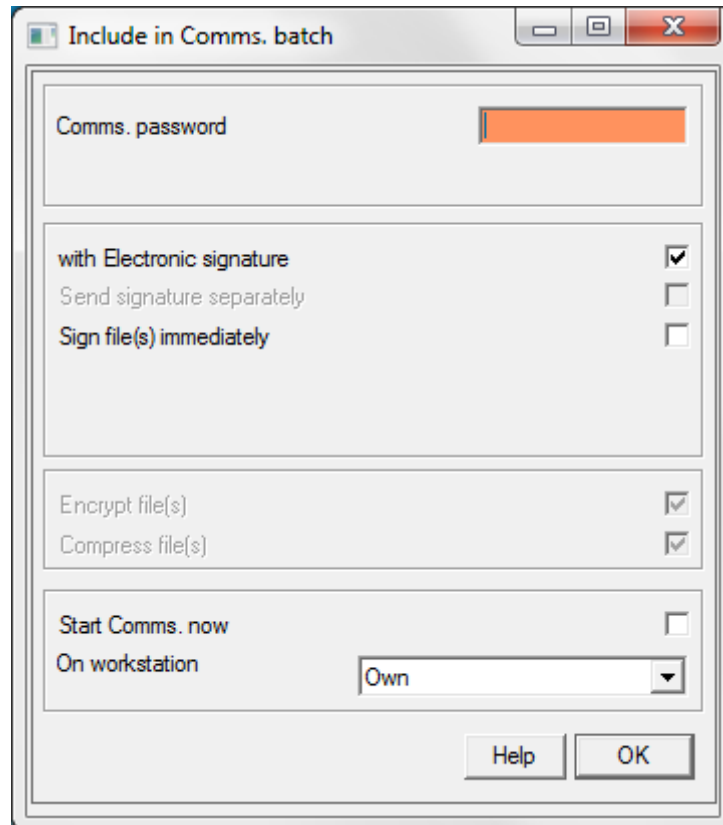 Include in Comms. batch
Comms. password
with Electronic signature
Send signature separately
Sign file(s) immediately
Encrypt file(s)
Compress file(s)
Start Comms. now
On workstation Own
Help OK